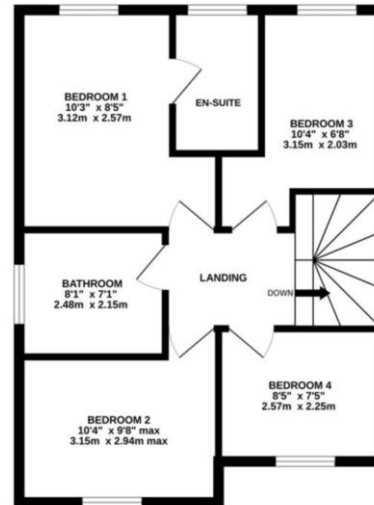 BEDROOM 1
10'3" x 8'5"
3.12m x 2.57m
EN-SUITE
BEDROOM 3
10'4" x 6'8"
3.15m x 2.03m
BATHROOM
8'1" x 7'1"
2.48m x 2.15m
LANDING
DOWN
BEDROOM 2
10'4" x 9'8" max
3.15m x 2.94m max
BEDROOM 4
8'5" x 7'5"
2.57m x 2.25m